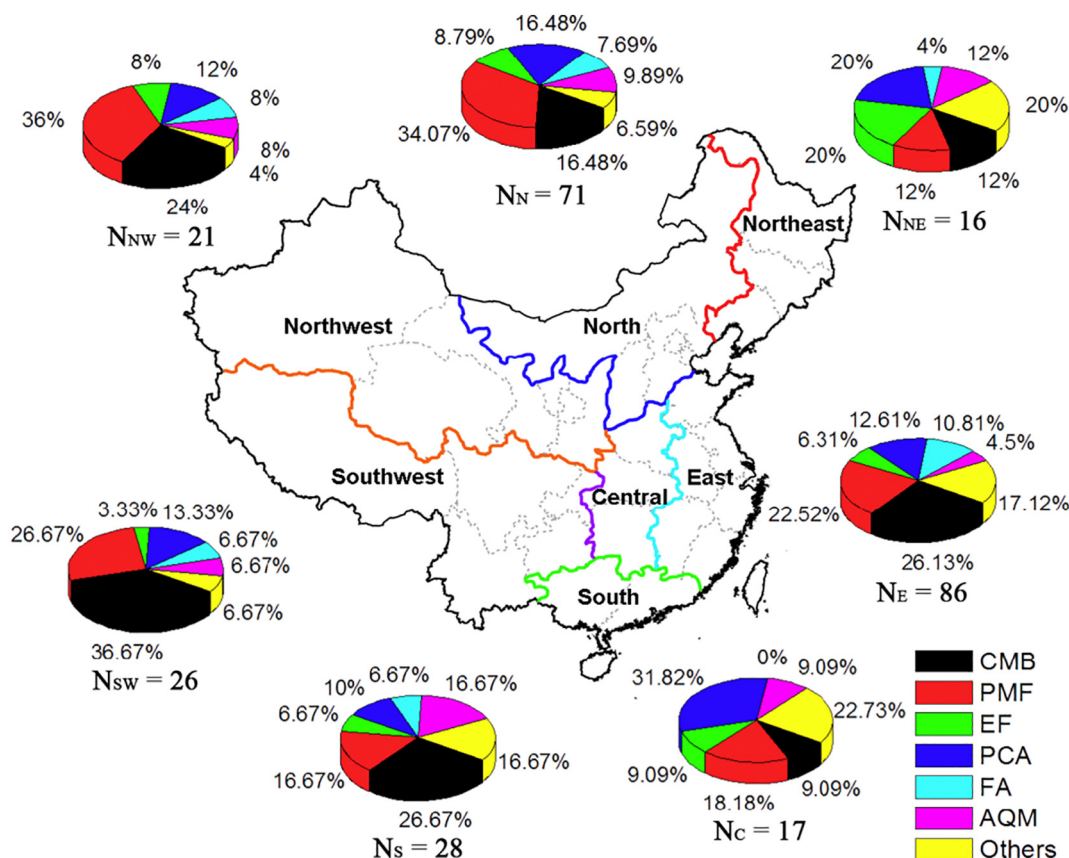 8%
12%
8%
8%
4%
24%
36%
NNW = 21
8.79%
16.48%
7.69%
9.89%
6.59%
16.48%
34.07%
NN = 71
20%
4%
12%
20%
12%
12%
20%
NNE = 16
Northeast
Northwest
North
Southwest
Central
East
South
6.31%
12.61%
10.81%
4.5%
17.12%
26.13%
22.52%
NE = 86
26.67%
3.33%
13.33%
6.67%
6.67%
6.67%
36.67%
NSW = 26
6.67%
10%
6.67%
16.67%
16.67%
26.67%
16.67%
NS = 28
31.82%
0%
9.09%
22.73%
9.09%
18.18%
9.09%
NC = 17
CMB
PMF
EF
PCA
FA
AQM
Others